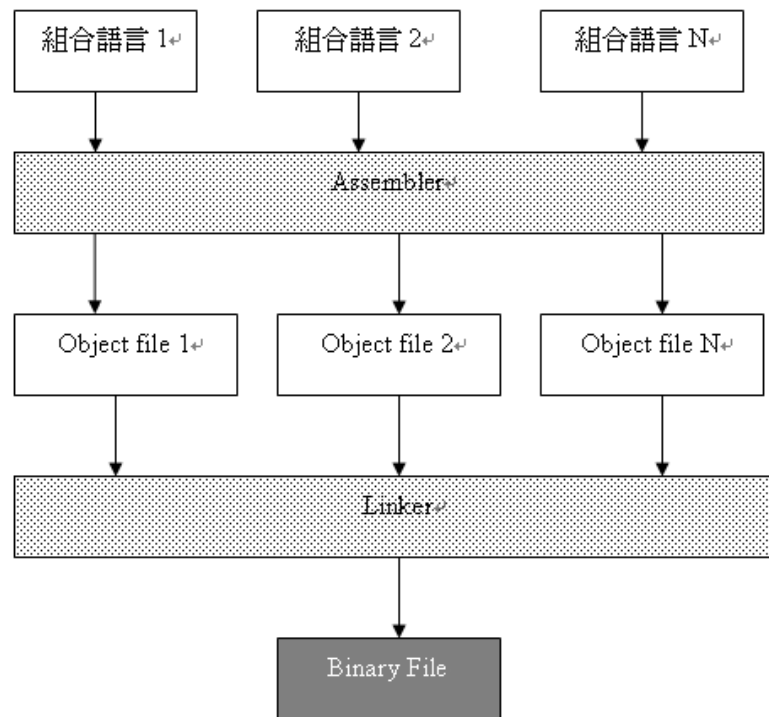 組合語言 1↵
組合語言 2↵
組合語言 N↵
Assembler↵
Object file 1↵
Object file 2↵
Object file N↵
Linker↵
Binary File